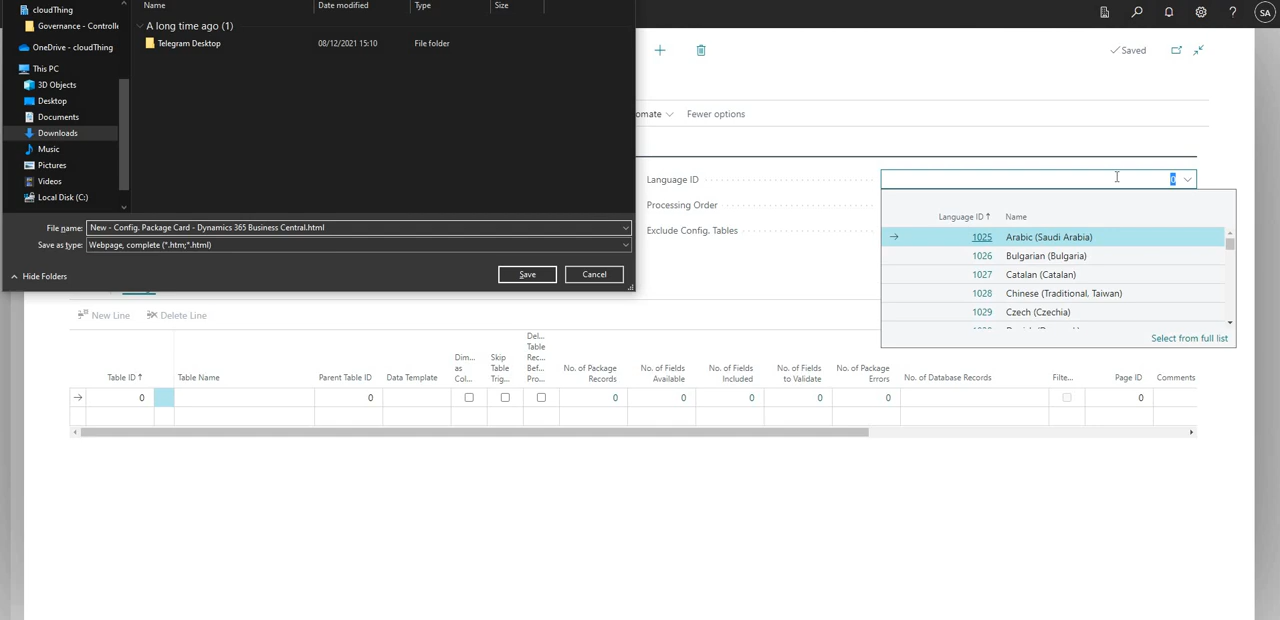 cloudThing
Governance - Controlle
OneDrive - cloudThing
This PC
3D Objects
Desktop
Documents
Downloads
Music
Pictures
Videos
Local Disk (C:)
Name
Date modified
Type
Size
A long time ago (1)
Telegram Desktop
08/12/2021 15:10
File folder
File name:
New - Config. Package Card - Dynamics 365 Business Central.html
Save as type:
Webpage, complete (*.htm;*.html)
Hide Folders
Save
Cancel
SA
Saved
omate
Fewer options
Language ID
0
Processing Order
Exclude Config. Tables
Language ID
Name
1025 Arabic (Saudi Arabia)
1026 Bulgarian (Bulgaria)
1027 Catalan (Catalan)
1028 Chinese (Traditional, Taiwan)
1029 Czech (Czechia)
Select from full list
New Line
Delete Line
Table ID
Table Name
Parent Table ID
Data Template
Dim...
as
Col...
Skip
Table
Trig...
Del...
Table
Rec...
Bef...
Pro...
No. of Package
Records
No. of Fields
Available
No. of Fields
Included
No. of Fields
to Validate
No. of Package
Errors
No. of Database Records
Filte...
Page ID
Comments
0 0 0 0 0 0 0 0